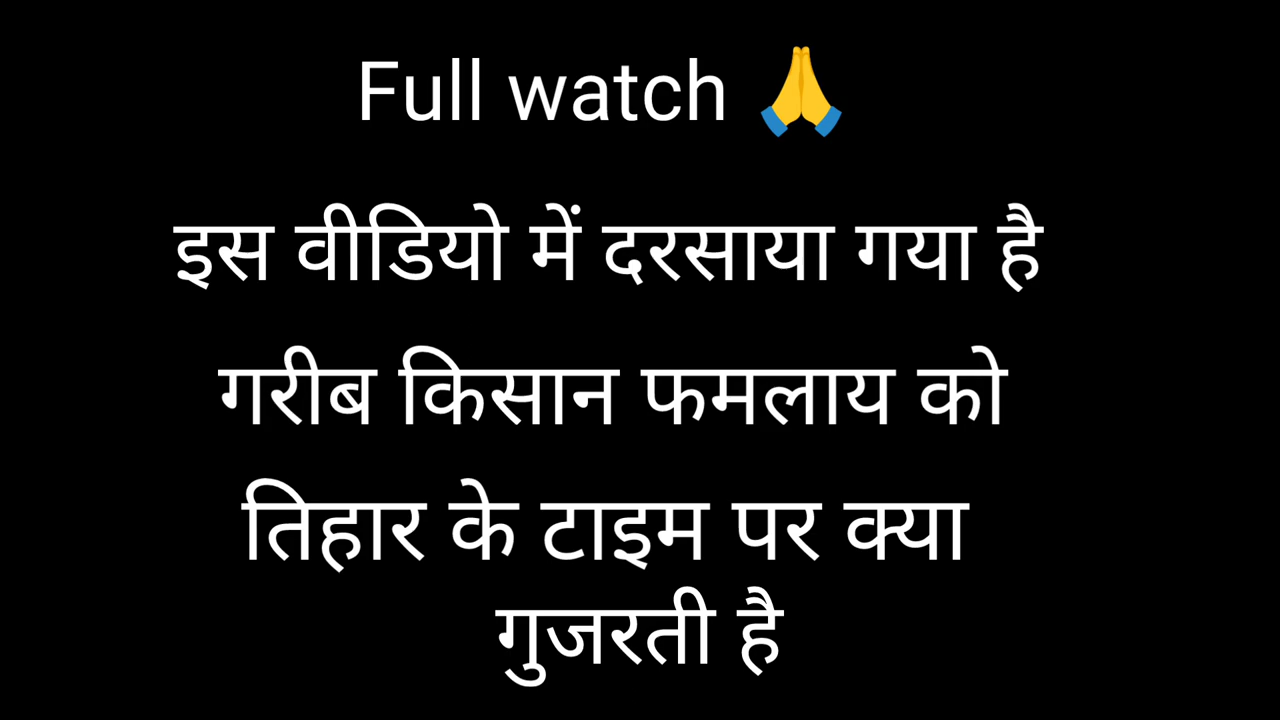 Full watch 🙏
इस वीडियो में दरसाया गया है
गरीब किसान फमलाय को
तिहार के टाइम पर क्या
गुजरती है